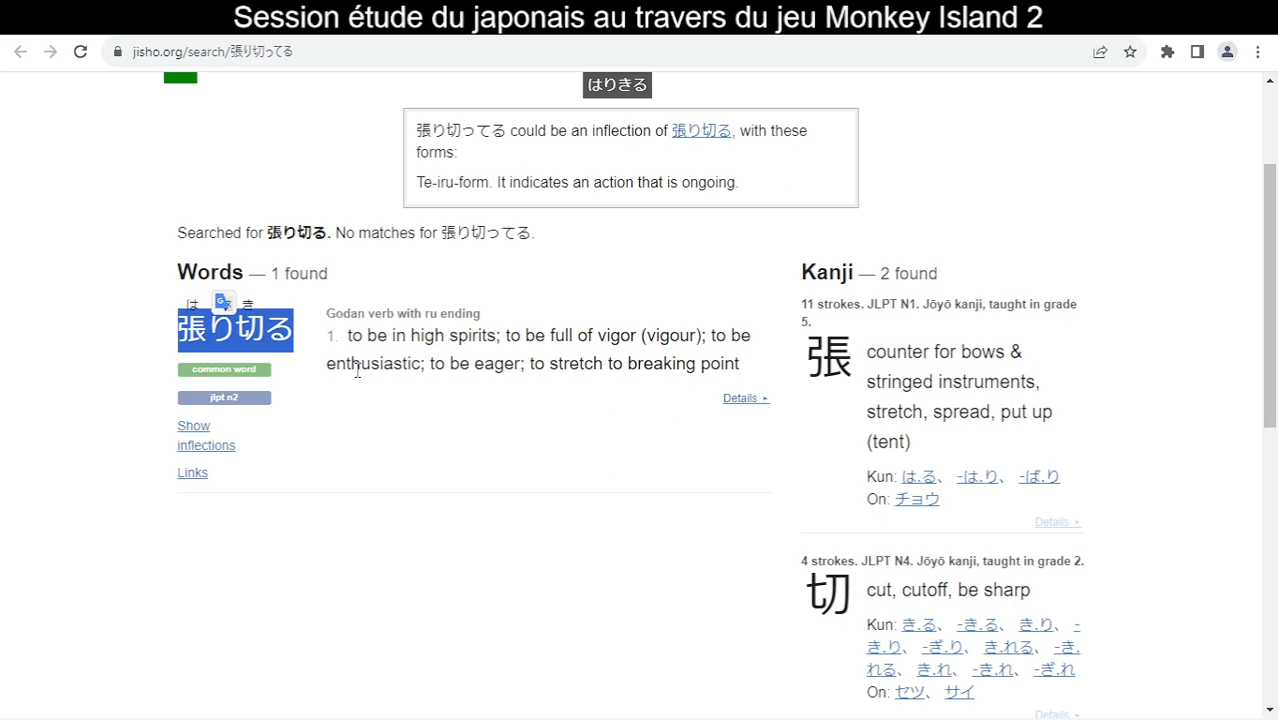 Session étude du japonais au travers du jeu Monkey Island 2
jisho.org/search/張り切ってる
はりきる
張り切ってる could be an inflection of 張り切る, with these
forms:
Te-iru-form. It indicates an action that is ongoing.
Searched for 張り切る. No matches for 張り切ってる.
Words — 1 found
は き
張り切る
common word
jlpt n2
Show
inflections
Links
Godan verb with ru ending
1. to be in high spirits; to be full of vigor (vigour); to be
enthusiastic; to be eager; to stretch to breaking point
Details ▸
Kanji — 2 found
11 strokes. JLPT N1. Jōyō kanji, taught in grade
5.
張
counter for bows &
stringed instruments,
stretch, spread, put up
(tent)
Kun: は.る、 -は.り、 -ば.り
On: チョウ
Details ▸
4 strokes. JLPT N4. Jōyō kanji, taught in grade 2.
切
cut, cutoff, be sharp
Kun: き.る、 -き.る、 き.り、 -
き.り、 -ぎ.り、 き.れる、 -き.
れる、 き.れ、 -き.れ、 -ぎ.れ
On: セツ、 サイ
Details ▸